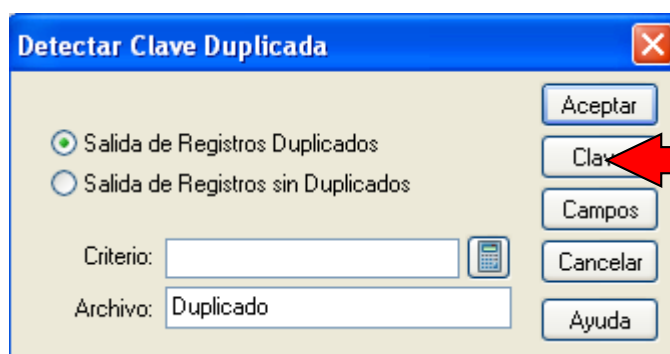 Detectar Clave Duplicada
Aceptar
Salida de Registros Duplicados
Salida de Registros sin Duplicados
Campos
Criterio:
Cancelar
Archivo: Duplicado
Ayuda